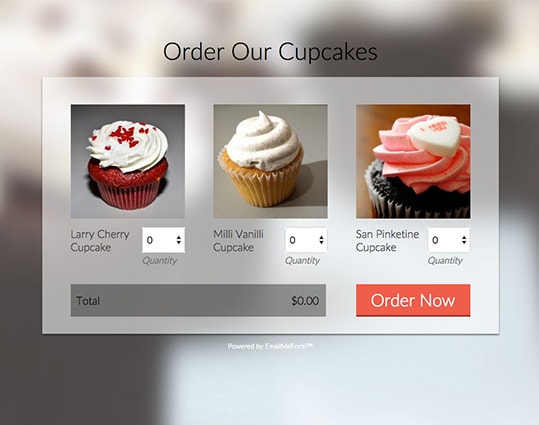 Order Our Cupcakes
Larry Cherry
Cupcake
0
Quantity
Milli Vanilli
Cupcake
0
Quantity
San Pinketine
Cupcake
0
Quantity
Total $0.00
Order Now
Powered by EmailMeForm™